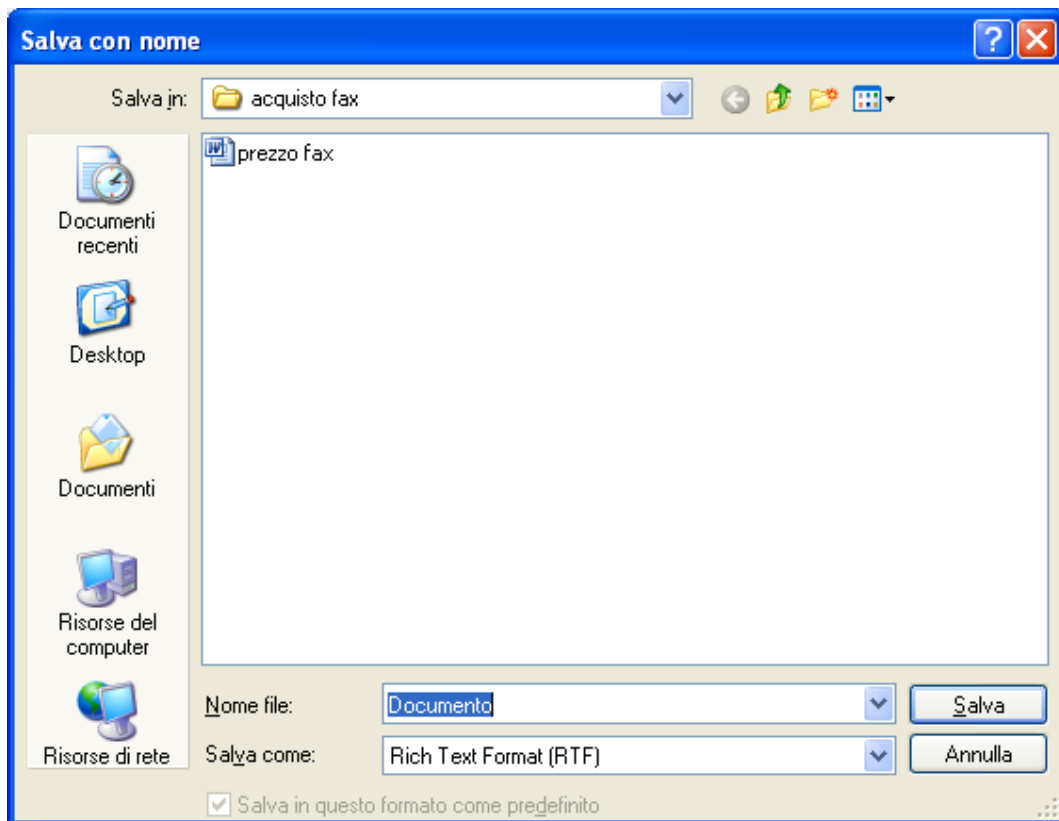 Salva con nome
Salva in:
acquisto fax
prezzo fax
Documenti
recenti
Desktop
Documenti
Risorse del
computer
Risorse di rete
Nome file:
Documento
Salva
Salva come:
Rich Text Format (RTF)
Annulla
Salva in questo formato come predefinito